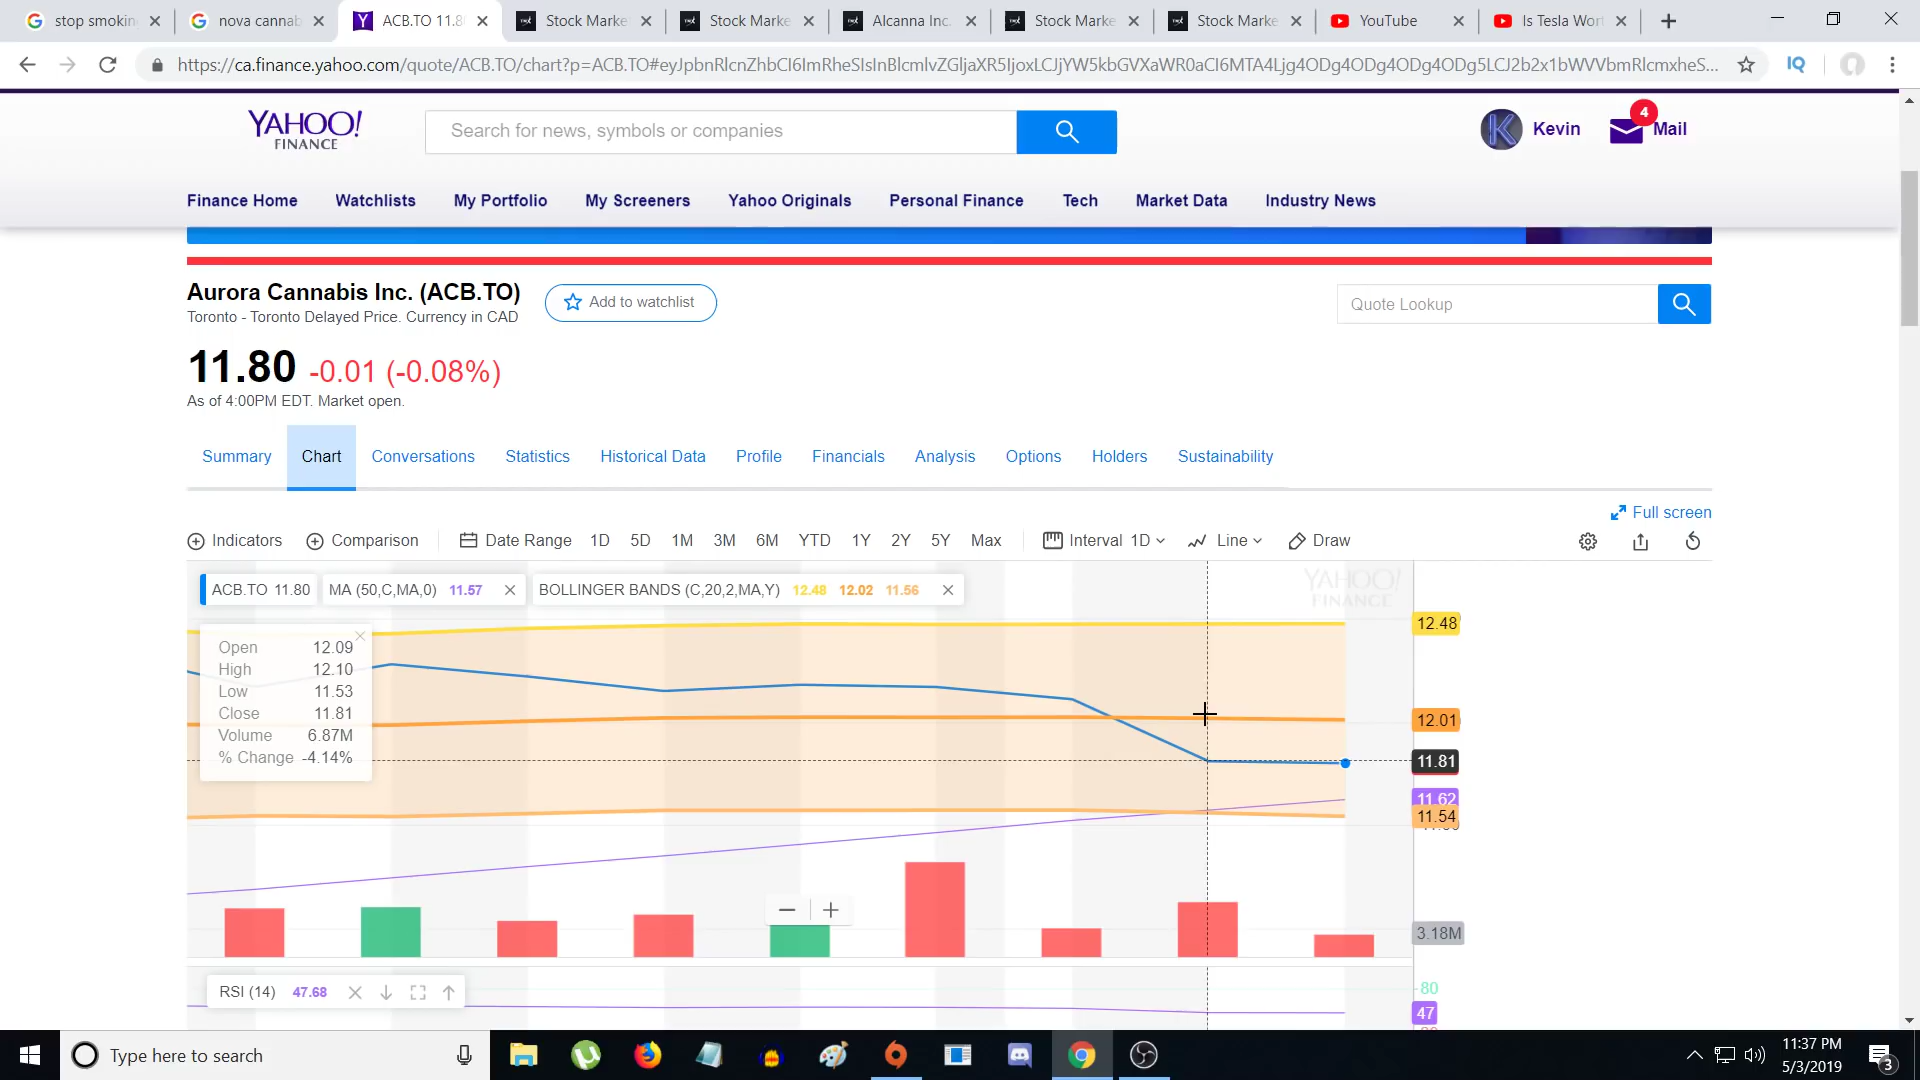 stop smokin
nova cannab
ACB.TO 11.8
Stock Marke
Stock Marke
Alcanna Inc.
Stock Marke
Stock Marke
YouTube
Is Tesla Wor
https://ca.finance.yahoo.com/quote/ACB.TO/chart?p=ACB.TO#eyJpbnRlcnZhbCI6ImRheSIsInBlcmlvZGljaXR5IjoxLCJjYW5kbGVXaWR0aCI6MTA4Ljg4ODg4ODg4ODg4ODg5LCJ2b2x1bWVVbmRlcmxheS...
IQ
YAHOO!
FINANCE
Search for news, symbols or companies
K Kevin
4
Mail
Finance Home Watchlists My Portfolio My Screeners Yahoo Originals Personal Finance Tech Market Data Industry News
Aurora Cannabis Inc. (ACB.TO)
Add to watchlist
Quote Lookup
Toronto - Toronto Delayed Price. Currency in CAD
11.80 -0.01 (-0.08%)
As of 4:00PM EDT. Market open.
Summary Chart Conversations Statistics Historical Data Profile Financials Analysis Options Holders Sustainability
Full screen
Indicators Comparison Date Range 1D 5D 1M 3M 6M YTD 1Y 2Y 5Y Max Interval 1D Line Draw
ACB.TO 11.80 MA (50,C,MA,0) 11.57 BOLLINGER BANDS (C,20,2,MA,Y) 12.48 12.02 11.56
YAHOO!
FINANCE
Open 12.09
High 12.10
Low 11.53
Close 11.81
Volume 6.87M
% Change -4.14%
12.48
12.01
11.81
11.62
11.54
3.18M
RSI (14) 47.68
80
47
Type here to search
11:37 PM
5/3/2019
3